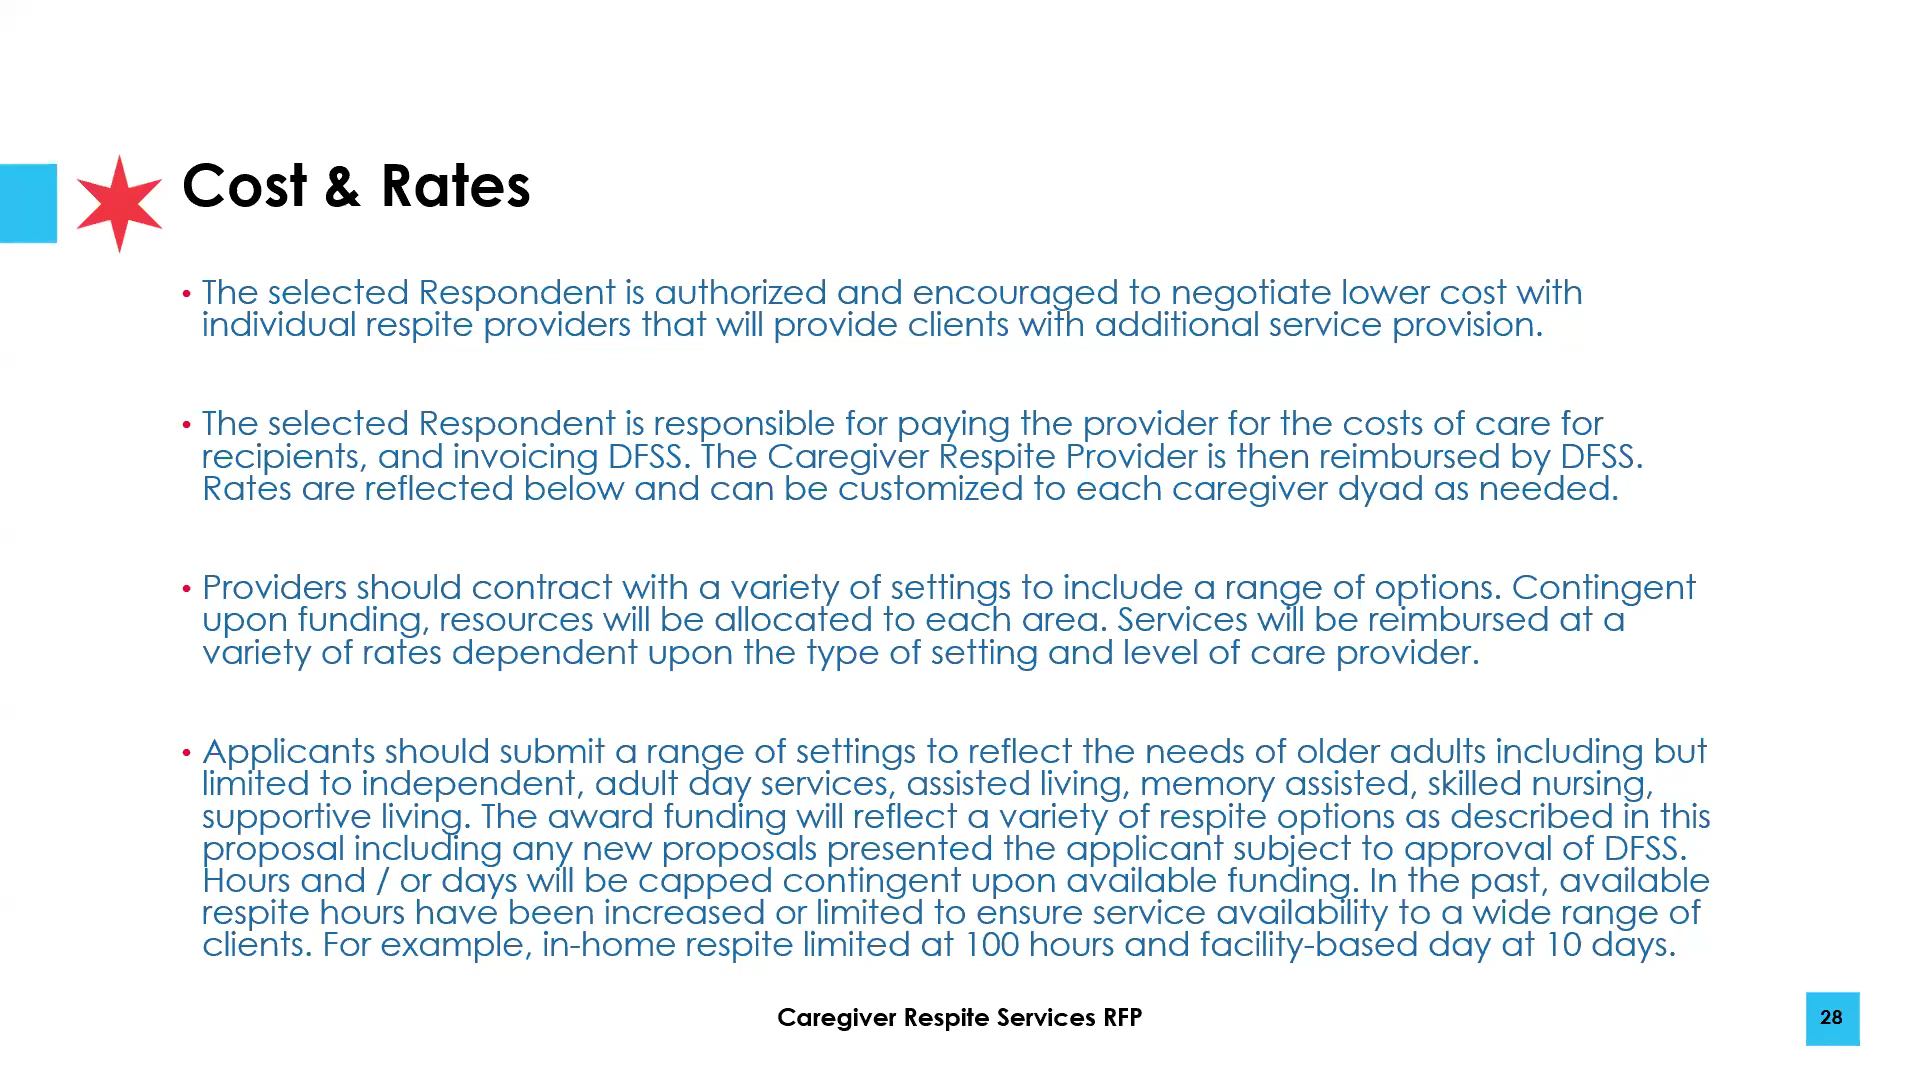 Cost & Rates
• The selected Respondent is authorized and encouraged to negotiate lower cost with
individual respite providers that will provide clients with additional service provision.
• The selected Respondent is responsible for paying the provider for the costs of care for
recipients, and invoicing DFSS. The Caregiver Respite Provider is then reimbursed by DFSS.
Rates are reflected below and can be customized to each caregiver dyad as needed.
• Providers should contract with a variety of settings to include a range of options. Contingent
upon funding, resources will be allocated to each area. Services will be reimbursed at a
variety of rates dependent upon the type of setting and level of care provider.
• Applicants should submit a range of settings to reflect the needs of older adults including but
limited to independent, adult day services, assisted living, memory assisted, skilled nursing,
supportive living. The award funding will reflect a variety of respite options as described in this
proposal including any new proposals presented the applicant subject to approval of DFSS.
Hours and / or days will be capped contingent upon available funding. In the past, available
respite hours have been increased or limited to ensure service availability to a wide range of
clients. For example, in-home respite limited at 100 hours and facility-based day at 10 days.
Caregiver Respite Services RFP
28